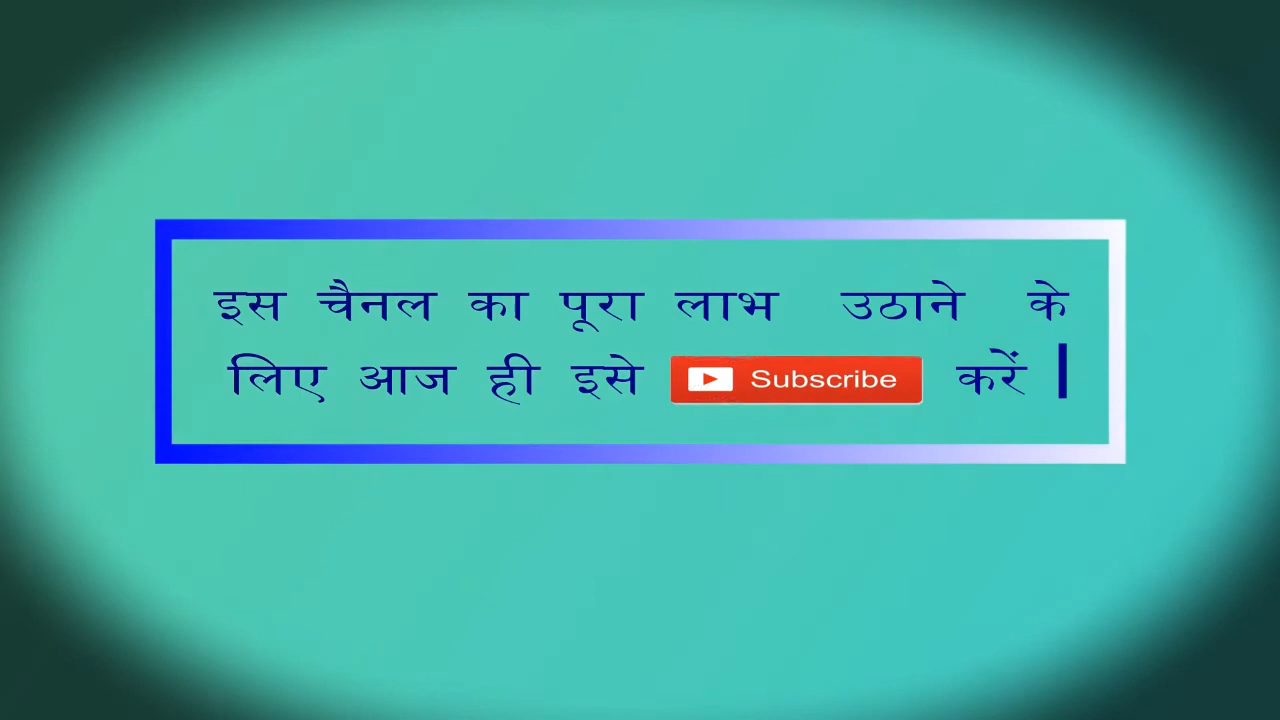 इस चैनल का पूरा लाभ उठाने के
लिए आज ही इसे Subscribe करें |